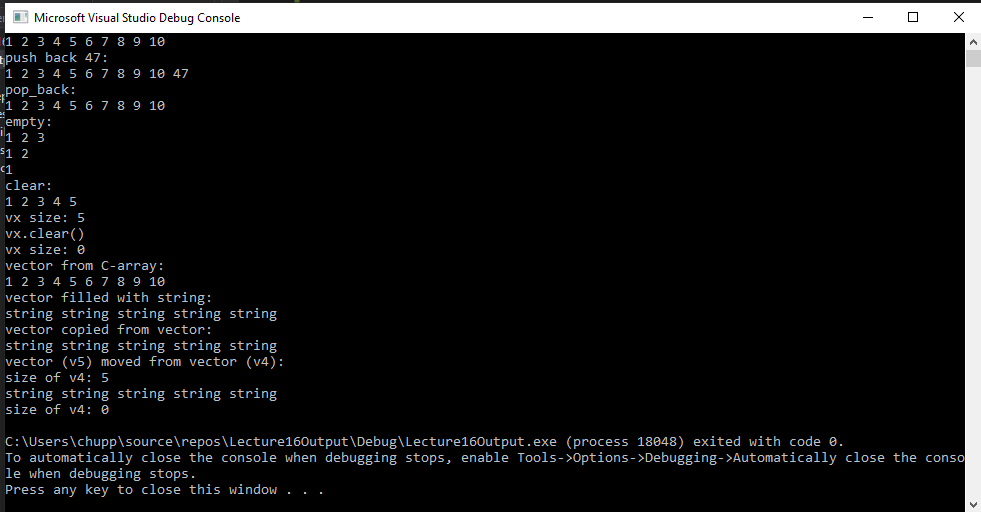 Microsoft Visual Studio Debug Console
1 2 3 4 5 6 7 8 9 10
push back 47:
1 2 3 4 5 6 7 8 9 10 47
pop_back:
1 2 3 4 5 6 7 8 9 10
empty:
1 2 3
1 2
1
clear:
1 2 3 4 5
vx size: 5
vx.clear()
vx size: 0
vector from C-array:
1 2 3 4 5 6 7 8 9 10
vector filled with string:
string string string string string
vector copied from vector:
string string string string string
vector (v5) moved from vector (v4):
size of v4: 5
string string string string string
size of v4: 0
C:\Users\chupp\source\repos\Lecture16Output\Debug\Lecture16Output.exe (process 18048) exited with code 0.
To automatically close the console when debugging stops, enable Tools->Options->Debugging->Automatically close the conso
le when debugging stops.
Press any key to close this window . . .